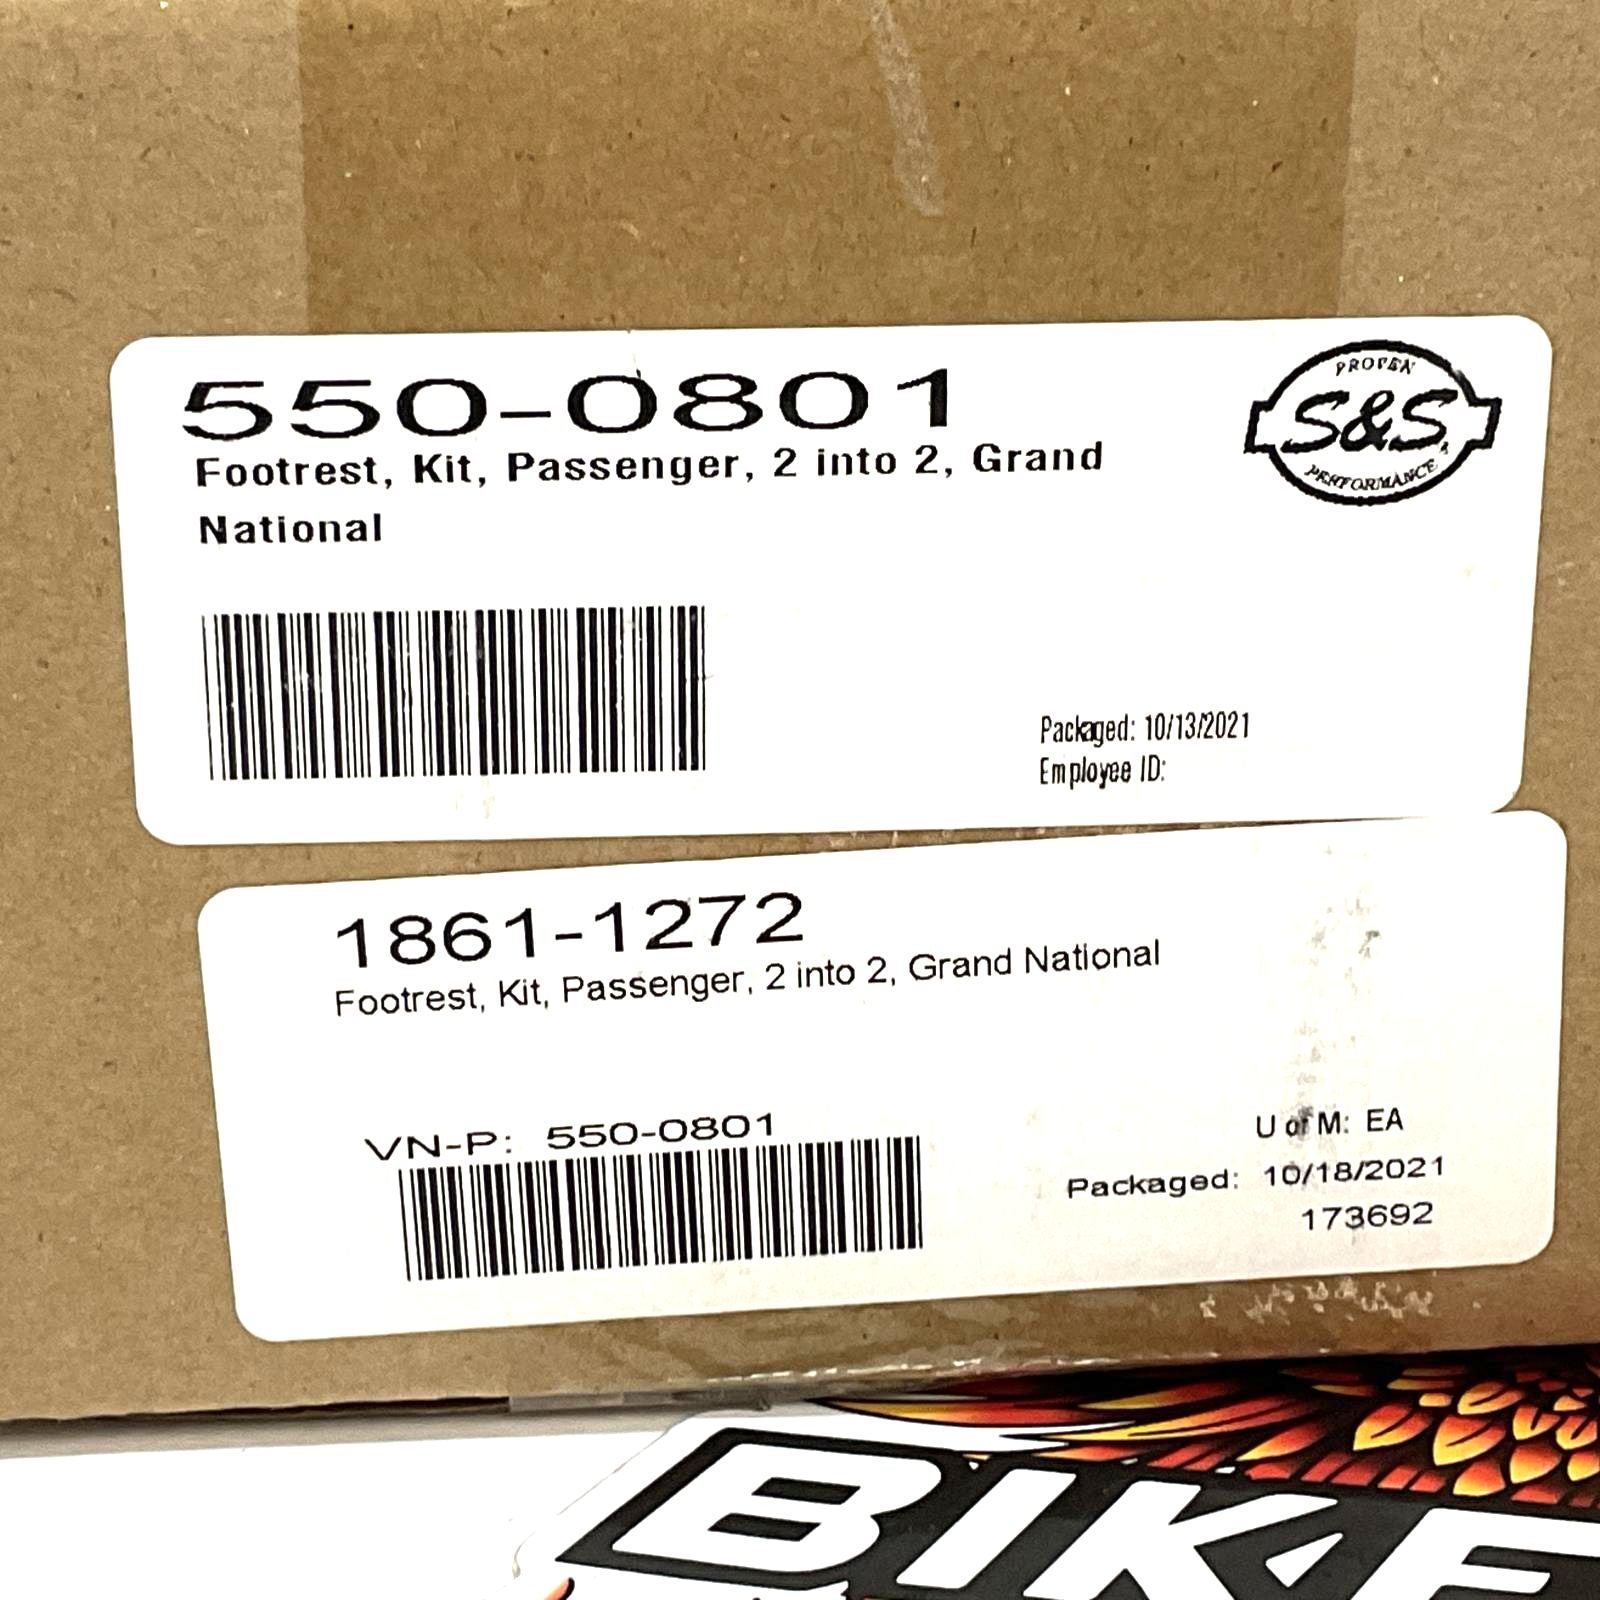 550-0801
Footrest, Kit, Passenger, 2 into 2, Grand
National
PROVEN
S&S
PERFORMANCE
Packaged: 10/13/2021
Employee ID:
1861-1272
Footrest, Kit, Passenger, 2 into 2, Grand National
VN-P: 550-0801
U of M: EA
Packaged: 10/18/2021
173692
BIKE